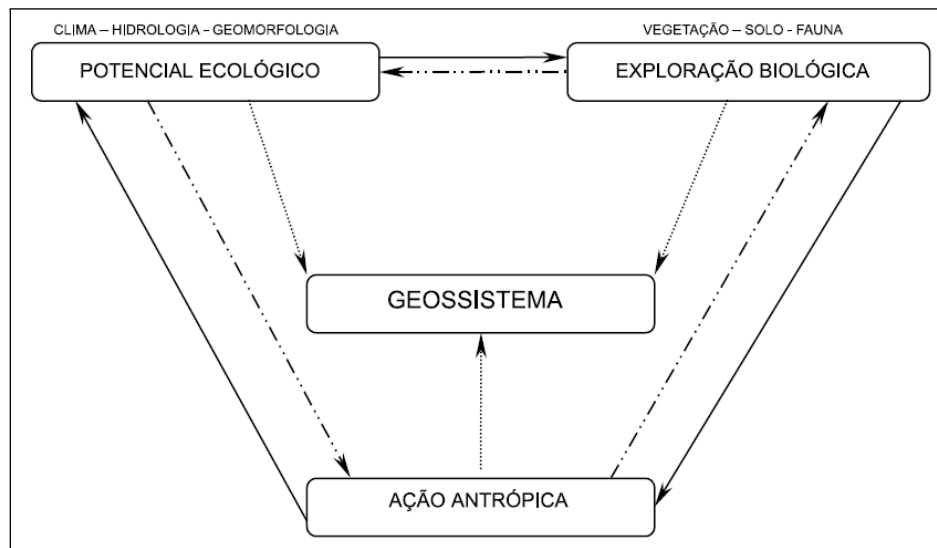 CLIMA – HIDROLOGIA - GEOMORFOLOGIA
VEGETAÇÃO – SOLO - FAUNA
POTENCIAL ECOLÓGICO
EXPLORAÇÃO BIOLÓGICA
GEOSSISTEMA
AÇÃO ANTRÓPICA